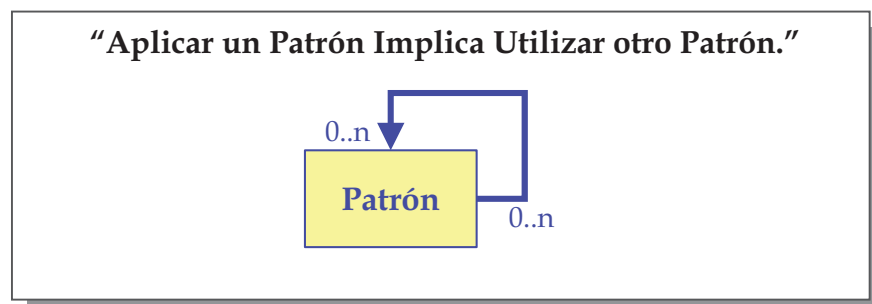 “Aplicar un Patrón Implica Utilizar otro Patrón.”
0..n
Patrón
0..n